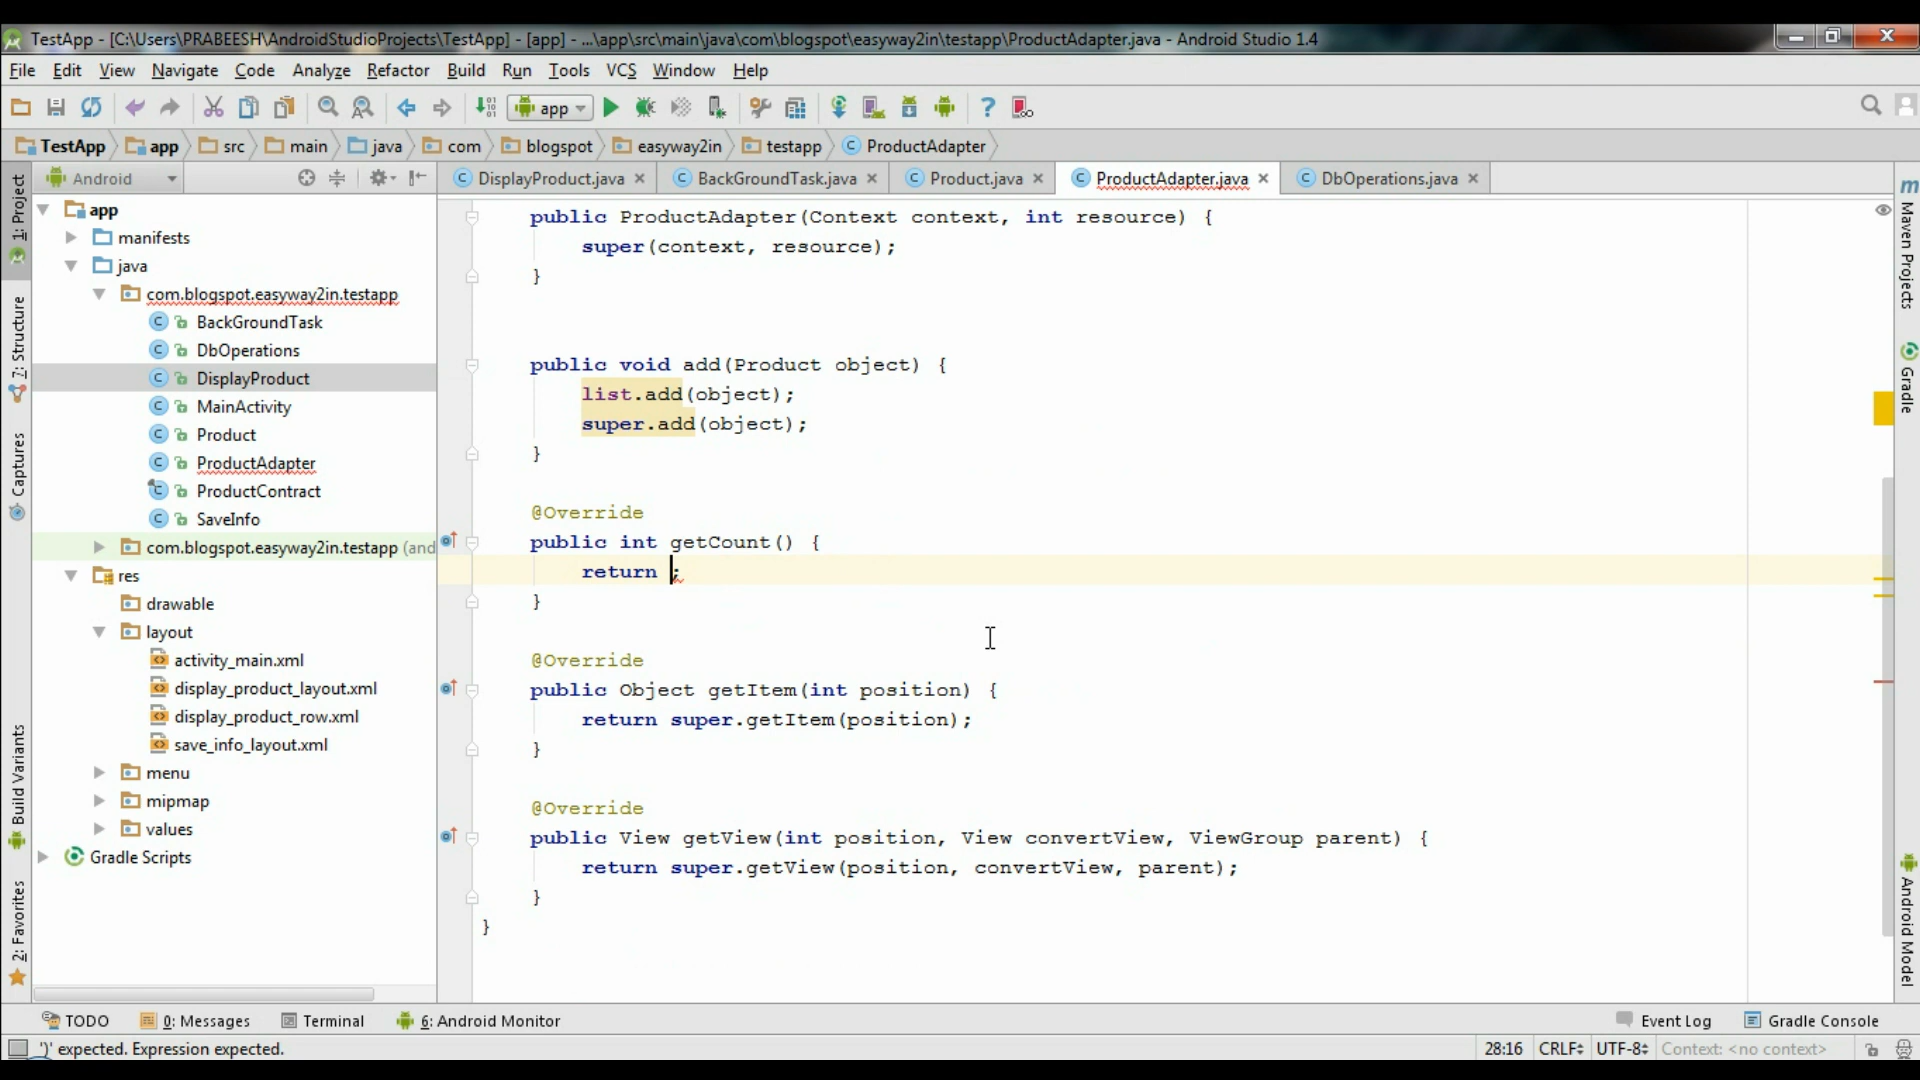 TestApp - [C:\Users\PRABEESH\AndroidStudioProjects\TestApp] - [app] - ...\app\src\main\java\com\blogspot\easyway2in\testapp\ProductAdapter.java - Android Studio 1.4
File Edit View Navigate Code Analyze Refactor Build Run Tools VCS Window Help
app
TestApp app src main java com blogspot easyway2in testapp ProductAdapter
Android
DisplayProduct.java BackGroundTask.java Product.java ProductAdapter.java DbOperations.java
1: Project
7: Structure
Captures
Build Variants
2: Favorites
app
manifests
java
com.blogspot.easyway2in.testapp
BackGroundTask
DbOperations
DisplayProduct
MainActivity
Product
ProductAdapter
ProductContract
SaveInfo
com.blogspot.easyway2in.testapp (and
res
drawable
layout
activity_main.xml
display_product_layout.xml
display_product_row.xml
save_info_layout.xml
menu
mipmap
values
Gradle Scripts
public ProductAdapter(Context context, int resource) {
super(context, resource);
}
public void add(Product object) {
list.add(object);
super.add(object);
}
@Override
public int getCount() {
return ;
}
@Override
public Object getItem(int position) {
return super.getItem(position);
}
@Override
public View getView(int position, View convertView, ViewGroup parent) {
return super.getView(position, convertView, parent);
}
}
m
Maven Projects
Gradle
Android Model
TODO 0: Messages Terminal 6: Android Monitor Event Log Gradle Console
')' expected. Expression expected. 28:16 CRLF UTF-8 Context: <no context>